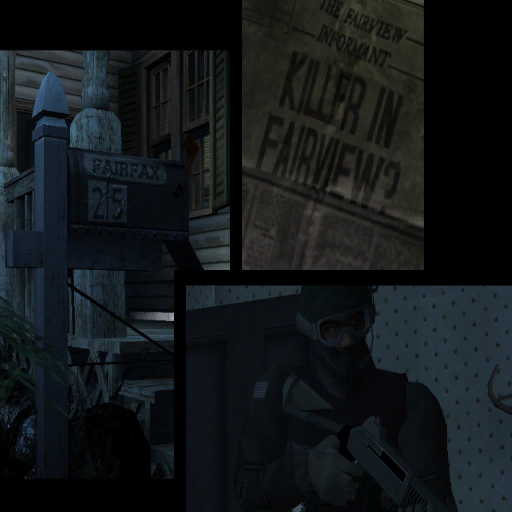 THE FAIRVIEW
INFORMANT
KILLER IN
FAIRVIEW?
FAIRFAX
25